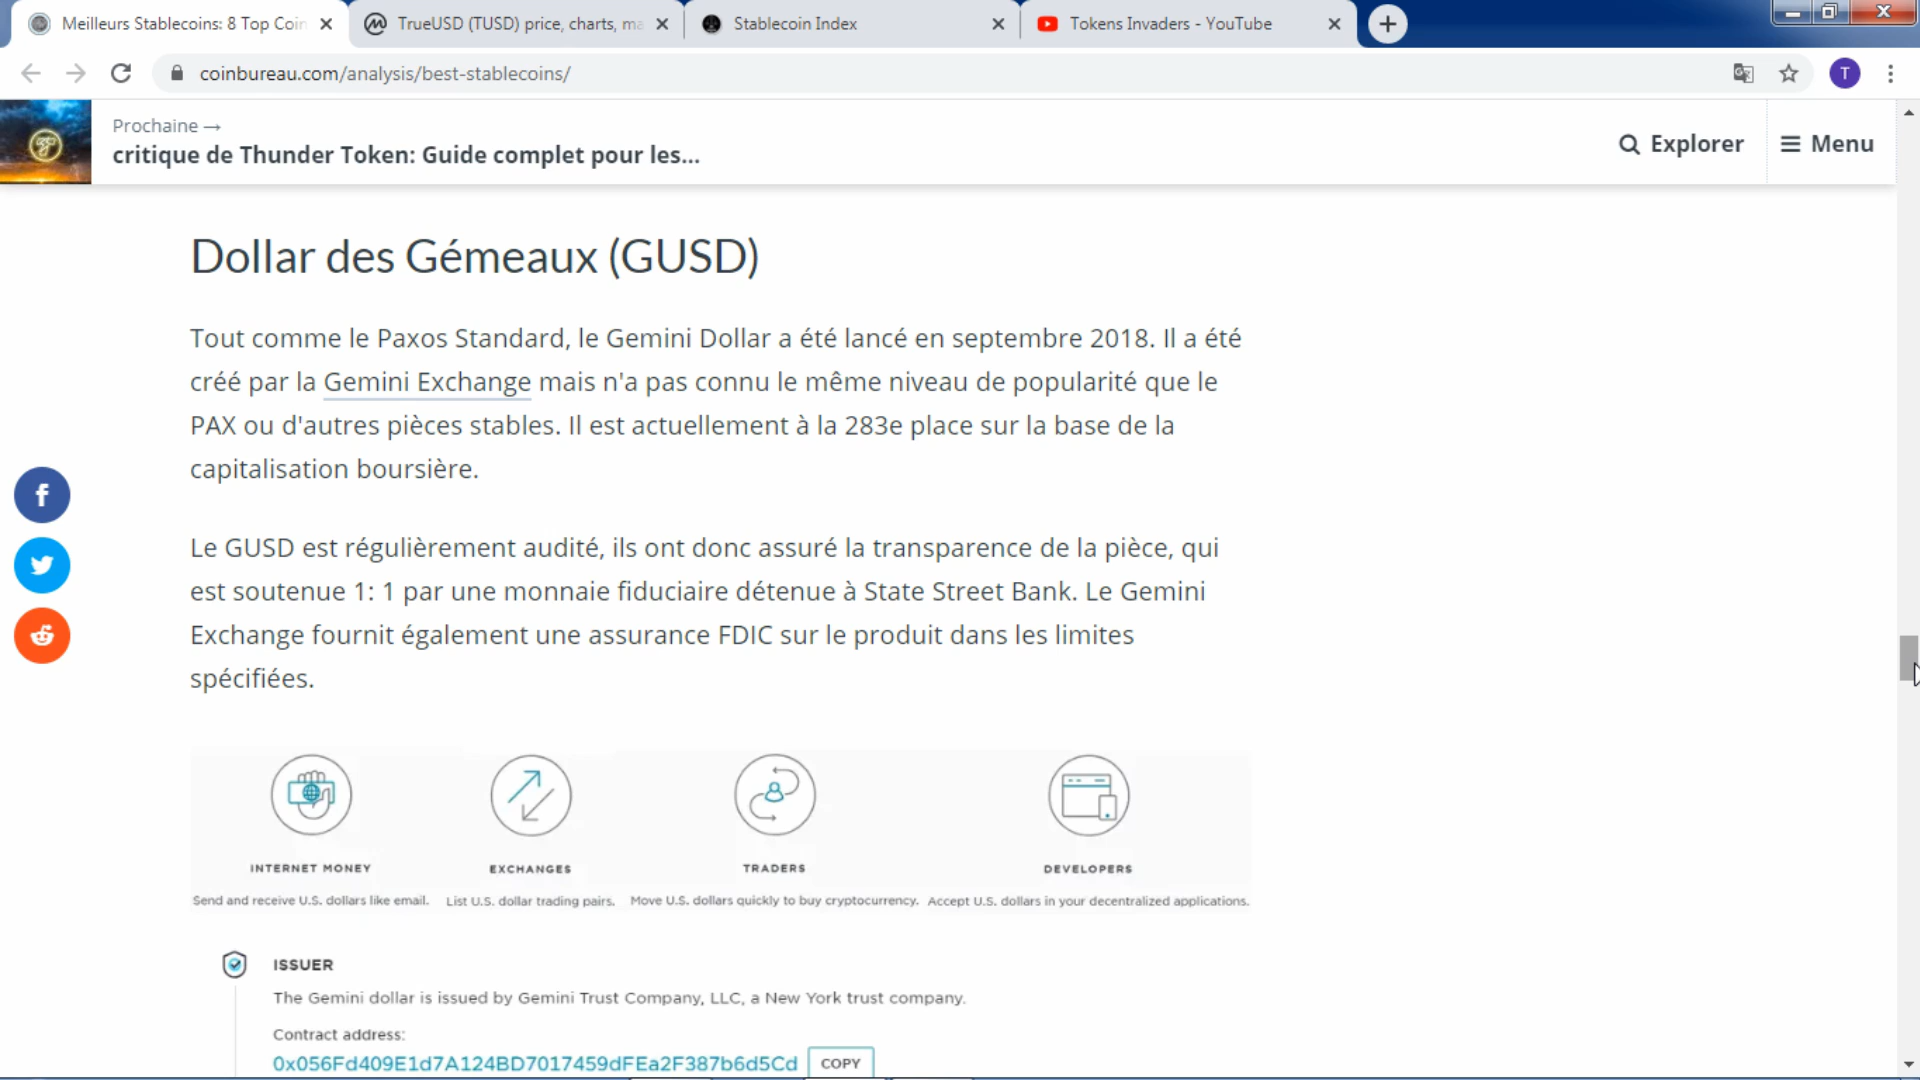 Meilleurs Stablecoins: 8 Top Coin
TrueUSD (TUSD) price, charts, ma
Stablecoin Index
Tokens Invaders - YouTube
coinbureau.com/analysis/best-stablecoins/
T
Prochaine →
critique de Thunder Token: Guide complet pour les...
Explorer
Menu
Dollar des Gémeaux (GUSD)
Tout comme le Paxos Standard, le Gemini Dollar a été lancé en septembre 2018. Il a été
créé par la Gemini Exchange mais n'a pas connu le même niveau de popularité que le
PAX ou d'autres pièces stables. Il est actuellement à la 283e place sur la base de la
capitalisation boursière.
Le GUSD est régulièrement audité, ils ont donc assuré la transparence de la pièce, qui
est soutenue 1: 1 par une monnaie fiduciaire détenue à State Street Bank. Le Gemini
Exchange fournit également une assurance FDIC sur le produit dans les limites
spécifiées.
INTERNET MONEY
EXCHANGES
TRADERS
DEVELOPERS
Send and receive U.S. dollars like email.
List U.S. dollar trading pairs.
Move U.S. dollars quickly to buy cryptocurrency.
Accept U.S. dollars in your decentralized applications.
ISSUER
The Gemini dollar is issued by Gemini Trust Company, LLC, a New York trust company.
Contract address:
0x056Fd409E1d7A124BD7017459dFEa2F387b6d5Cd
COPY